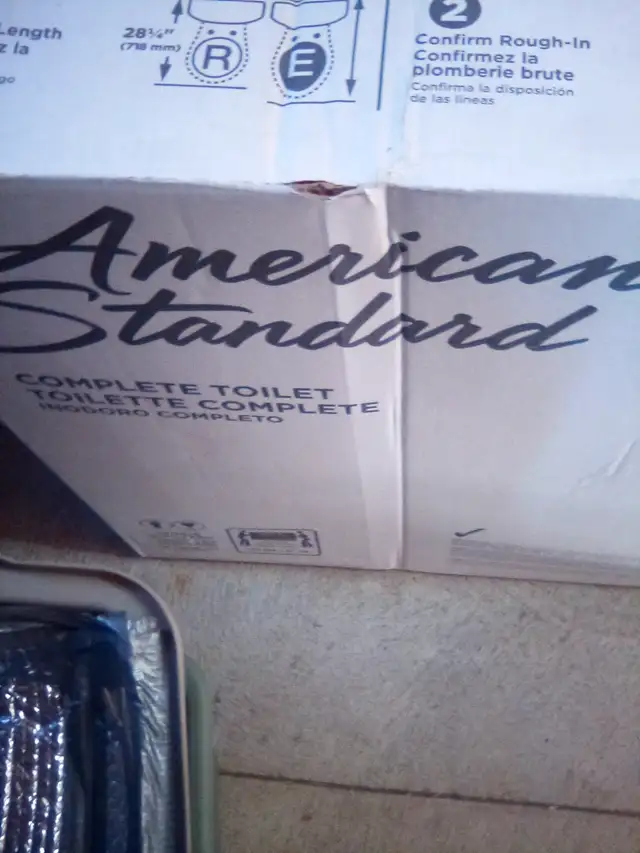 Length
z la
go
28¼"
(718 mm)
R
E
2
Confirm Rough-In
Confirmez la
plomberie brute
Confirma la disposición
de las líneas
American
Standard
COMPLETE TOILET
TOILETTE COMPLETE
INODORO COMPLETO